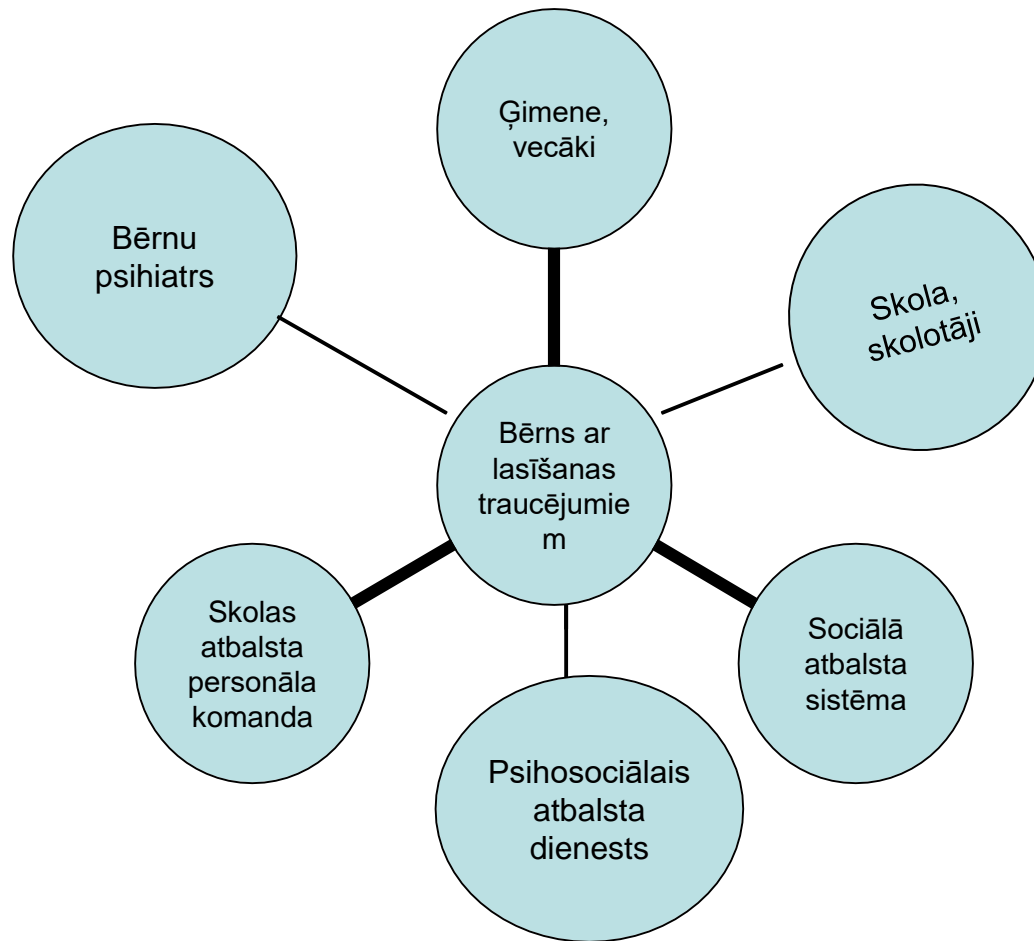 Ģimene,
vecāki
Bērnu
psihiatrs
Skola,
skolotāji
Bērns ar
lasīšanas
traucējumie
m
Skolas
atbalsta
personāla
komanda
Sociālā
atbalsta
sistēma
Psihosociālais
atbalsta
dienests